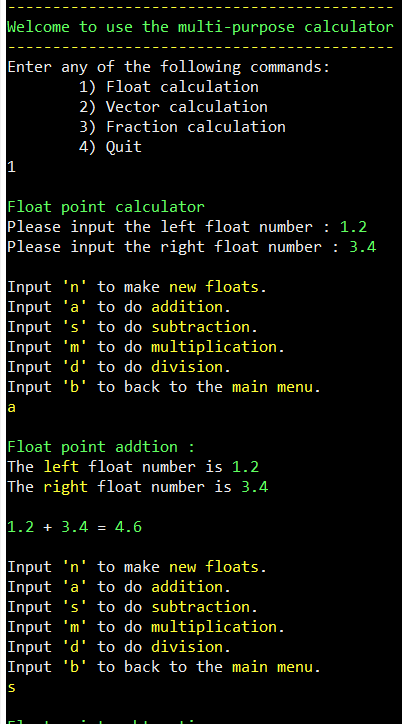 -------------------------------------------
Welcome to use the multi-purpose calculator
-------------------------------------------
Enter any of the following commands:
1) Float calculation
2) Vector calculation
3) Fraction calculation
4) Quit
1
Float point calculator
Please input the left float number : 1.2
Please input the right float number : 3.4
Input 'n' to make new floats.
Input 'a' to do addition.
Input 's' to do subtraction.
Input 'm' to do multiplication.
Input 'd' to do division.
Input 'b' to back to the main menu.
a
Float point addtion :
The left float number is 1.2
The right float number is 3.4
1.2 + 3.4 = 4.6
Input 'n' to make new floats.
Input 'a' to do addition.
Input 's' to do subtraction.
Input 'm' to do multiplication.
Input 'd' to do division.
Input 'b' to back to the main menu.
s